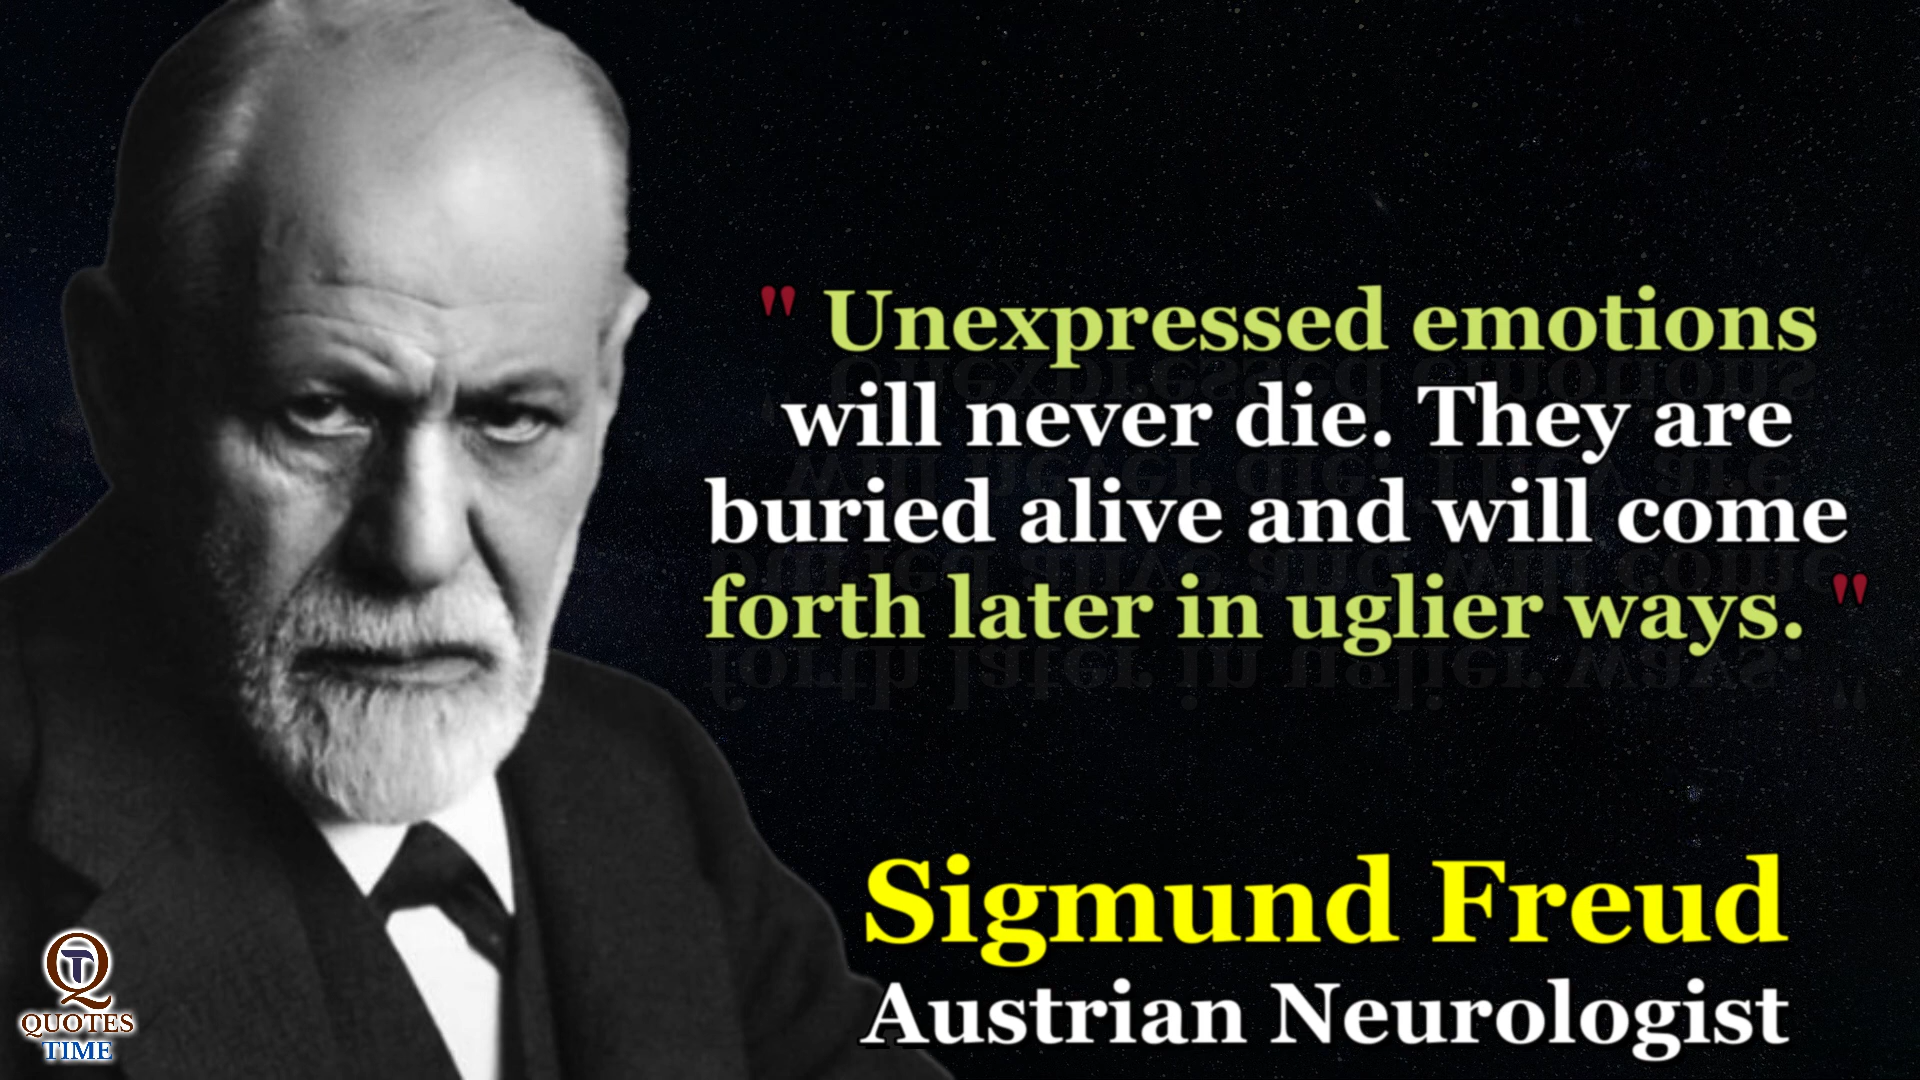 " Unexpressed emotions
will never die. They are
buried alive and will come
forth later in uglier ways. "
Sigmund Freud
Austrian Neurologist
QT
QUOTES
TIME